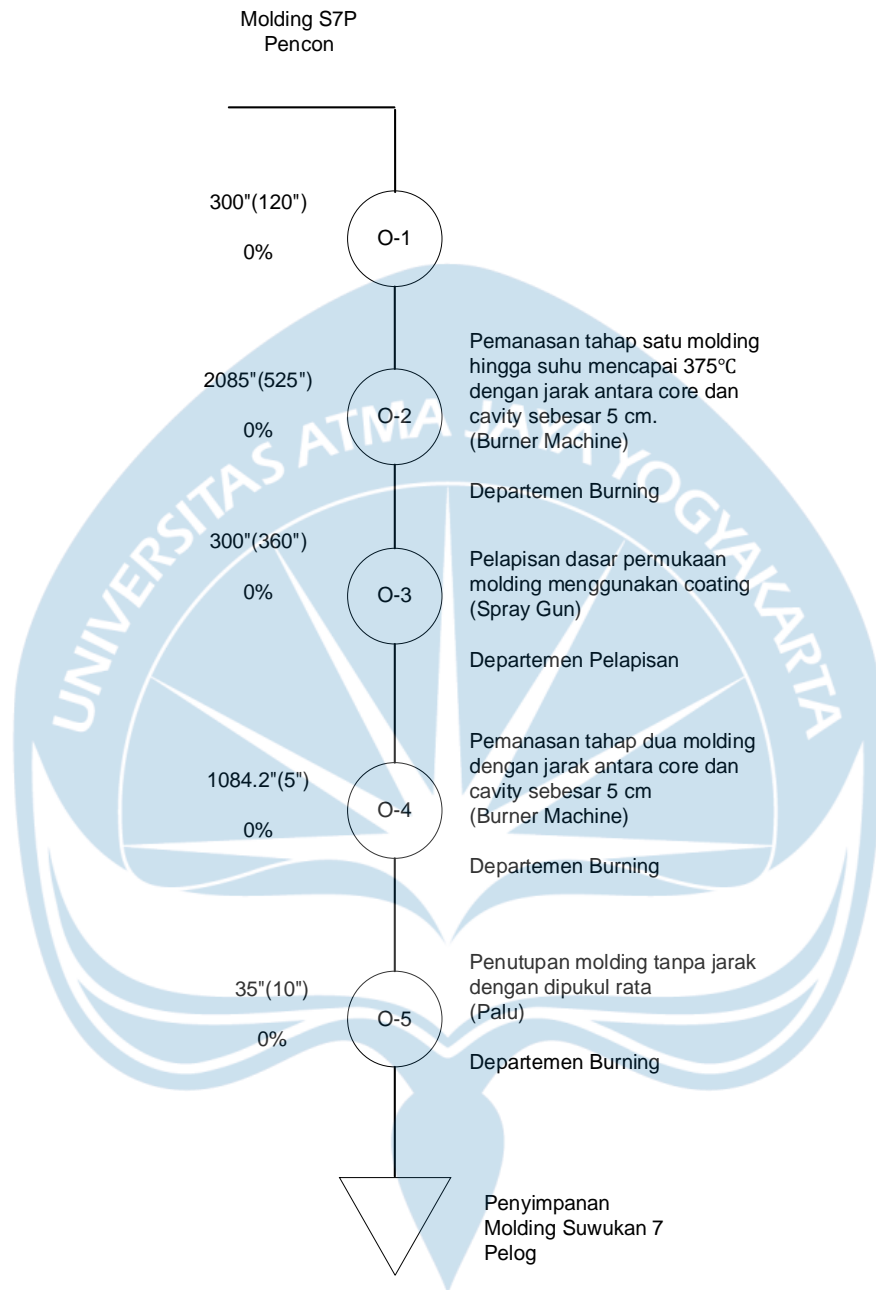 Molding S7P
Pencon
300"(120")
0%
O-1
2085"(525")
0%
O-2
Pemanasan tahap satu molding
hingga suhu mencapai 375℃
dengan jarak antara core dan
cavity sebesar 5 cm.
(Burner Machine)
Departemen Burning
300"(360")
0%
O-3
Pelapisan dasar permukaan
molding menggunakan coating
(Spray Gun)
Departemen Pelapisan
1084.2"(5")
0%
O-4
Pemanasan tahap dua molding
dengan jarak antara core dan
cavity sebesar 5 cm
(Burner Machine)
Departemen Burning
35"(10")
0%
O-5
Penutupan molding tanpa jarak
dengan dipukul rata
(Palu)
Departemen Burning
Penyimpanan
Molding Suwukan 7
Pelog
UNIVERSITAS ATMA JAYA YOGYAKARTA